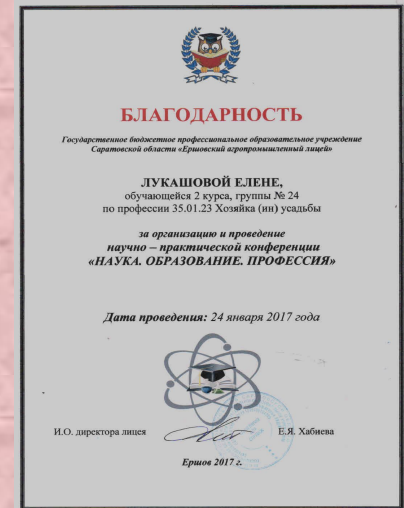 БЛАГОДАРНОСТЬ
Государственное бюджетное профессиональное образовательное учреждение
Саратовской области «Ершовский агропромышленный лицей»
ЛУКАШОВОЙ ЕЛЕНЕ,
обучающейся 2 курса, группы № 24
по профессии 35.01.23 Хозяйка (ин) усадьбы
за организацию и проведение
научно – практической конференции
«НАУКА. ОБРАЗОВАНИЕ. ПРОФЕССИЯ»
Дата проведения: 24 января 2017 года
И.О. директора лицея
Е.Я. Хабиева
Ершов 2017 г.